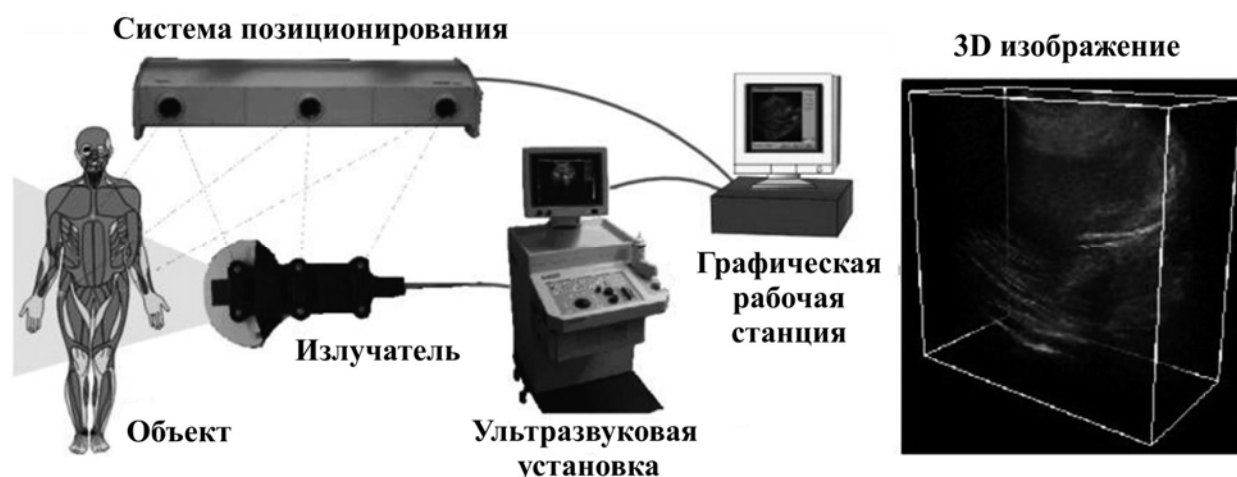 Система позиционирования
3D изображение
Графическая
рабочая
станция
Излучатель
Объект
Ультразвуковая
установка